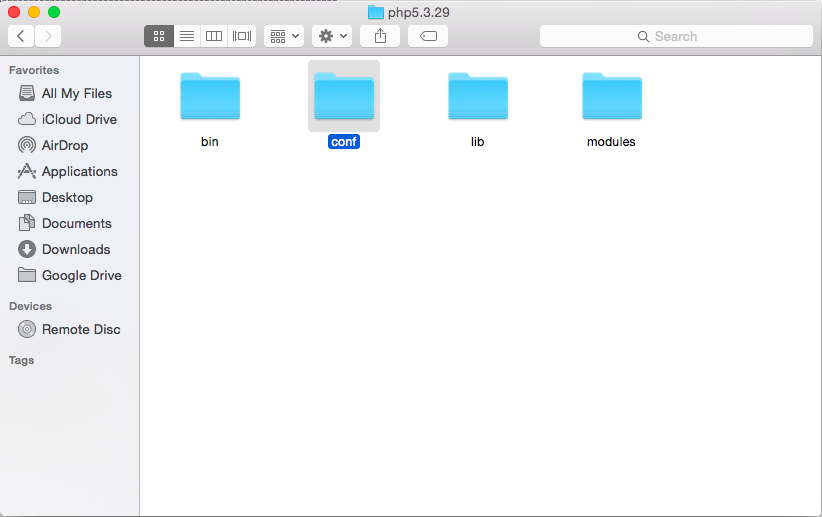 php5.3.29
Search
Favorites
All My Files
iCloud Drive
AirDrop
Applications
Desktop
Documents
Downloads
Google Drive
Devices
Remote Disc
Tags
bin
conf
lib
modules